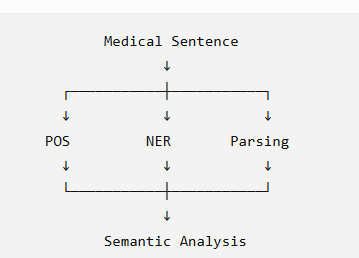 Medical Sentence
POS NER Parsing
Semantic Analysis